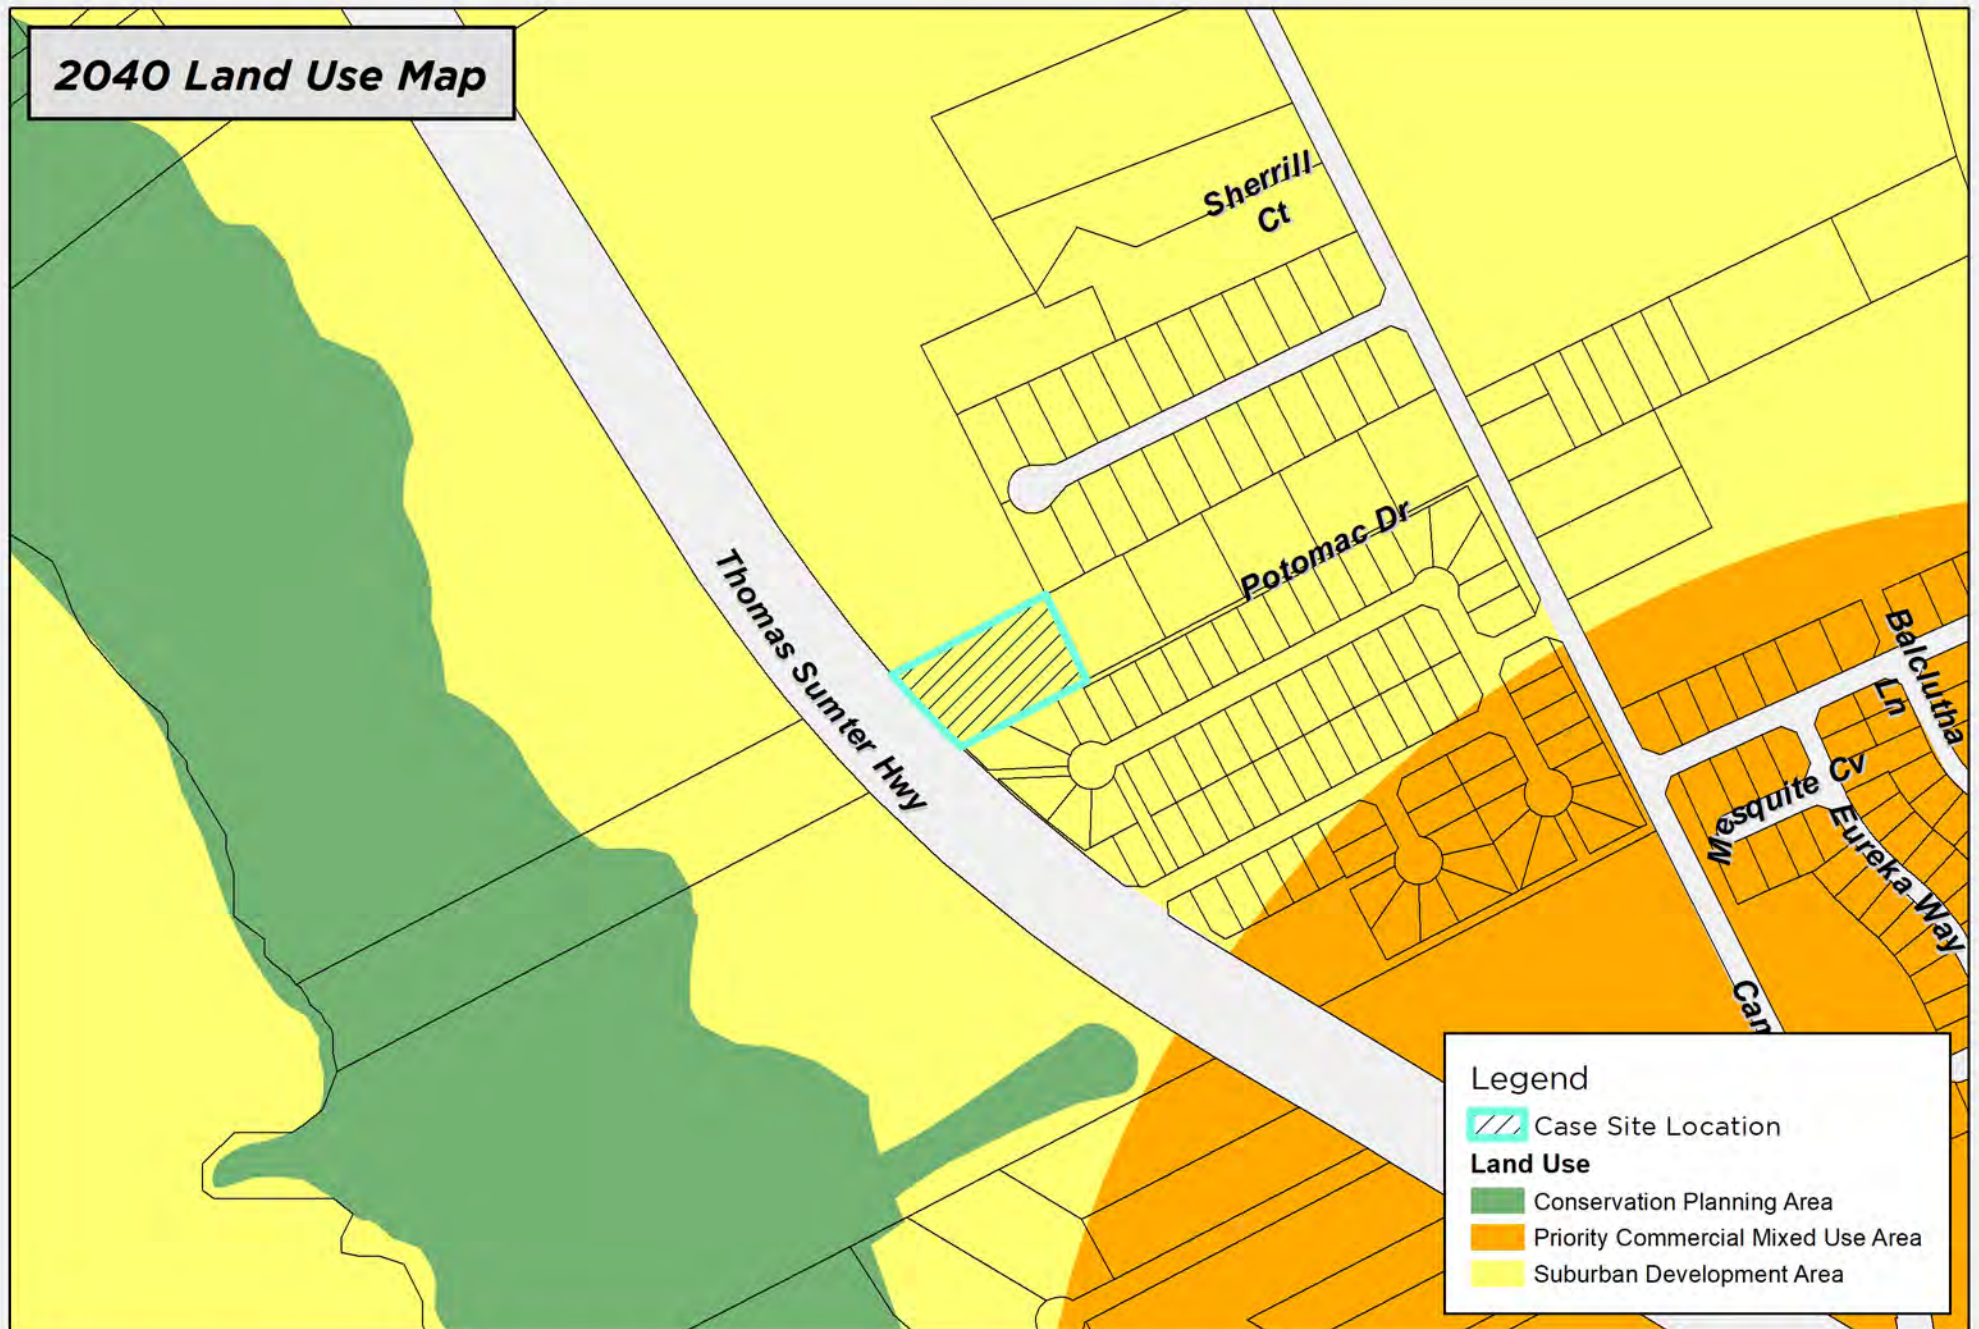 2040 Land Use Map
Sherrill
Ct
Potomac Dr
Thomas Sumter Hwy
Balclutha
Ln
Mesquite Cv
Eureka Way
Can
Legend
Case Site Location
Land Use
Conservation Planning Area
Priority Commercial Mixed Use Area
Suburban Development Area